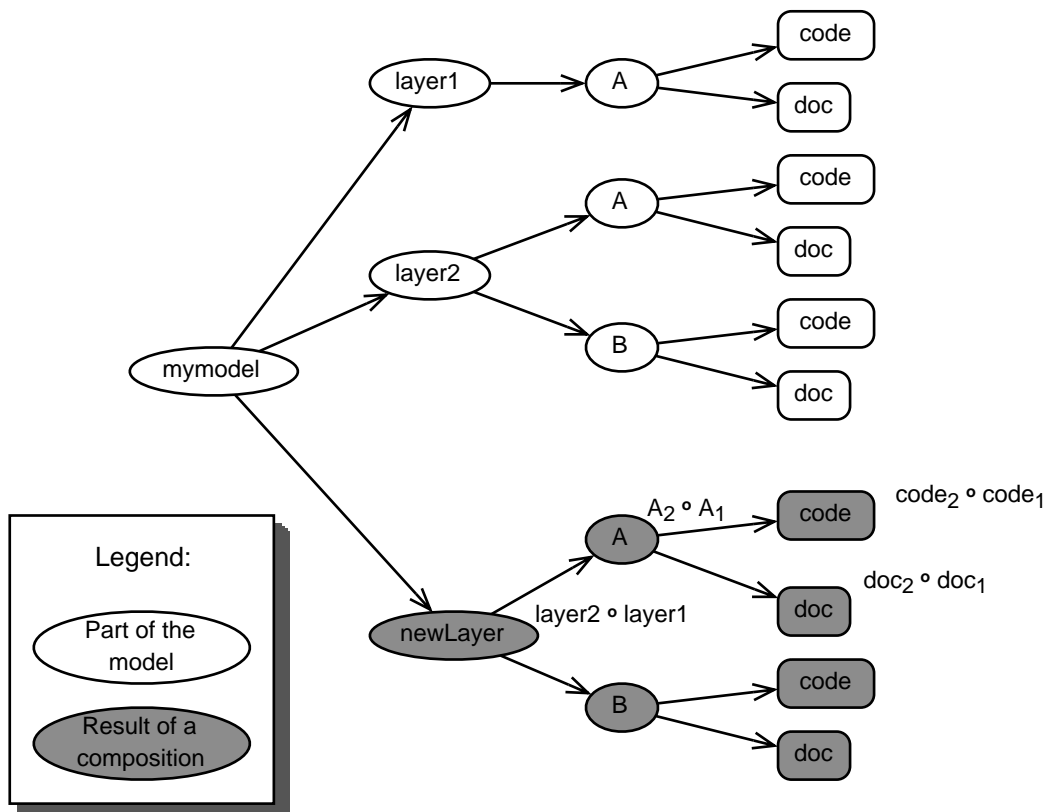 code
layer1
A
doc
code
A
doc
layer2
code
B
doc
mymodel
A2 ∘ A1
code
code2 ∘ code1
A
doc2 ∘ doc1
doc
layer2 ∘ layer1
newLayer
code
B
doc
Legend:
Part of the
model
Result of a
composition